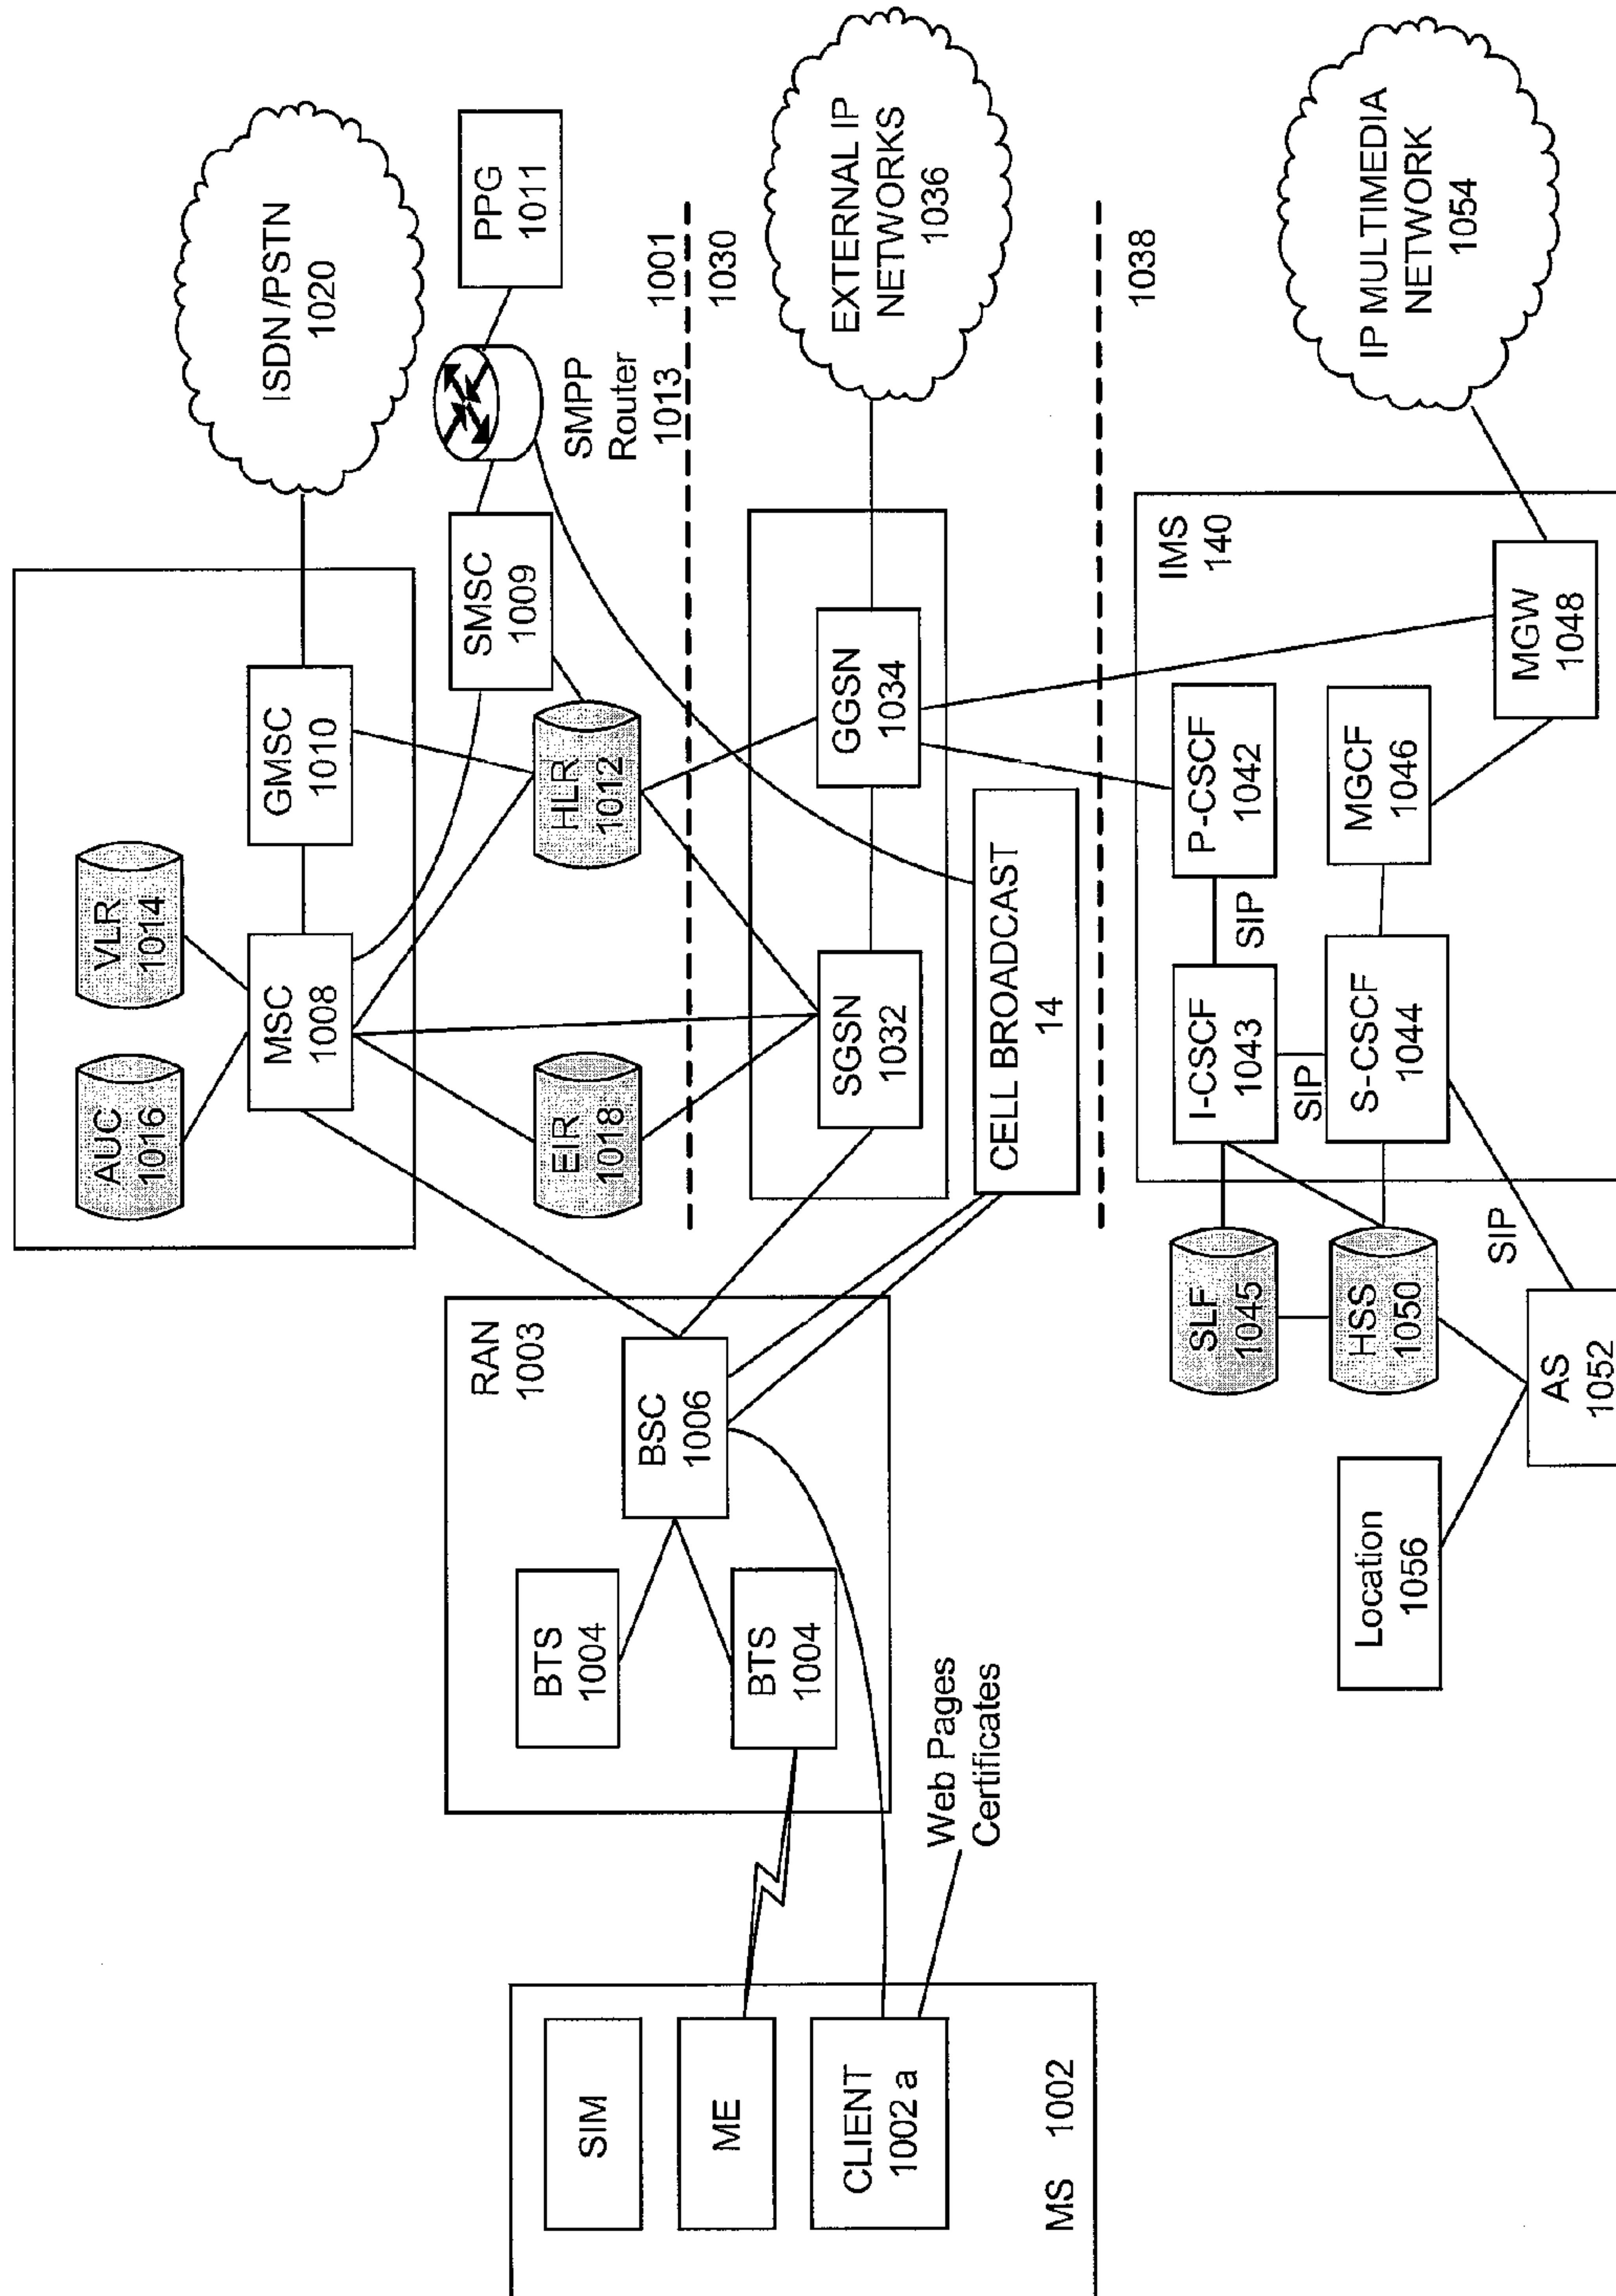 AUC
1016
VLR
1014
MSC
1008
GMSC
1010
ISDN/PSTN
1020
RAN
1003
BTS
1004
BTS
1004
BSC
1006
EIR
1018
HLR
1012
SMSC
1009
SMPP
Router
1013
PPG
1011
1001
1030
SIM
ME
CLIENT
1002 a
MS 1002
Web Pages
Certificates
SGSN
1032
GGSN
1034
EXTERNAL IP
NETWORKS
1036
CELL BROADCAST
14
1038
SLF
1045
HSS
1050
Location
1056
AS
1052
SIP
IMS
140
I-CSCF
1043
SIP
P-CSCF
1042
SIP
S-CSCF
1044
MGCF
1046
MGW
1048
IP MULTIMEDIA
NETWORK
1054